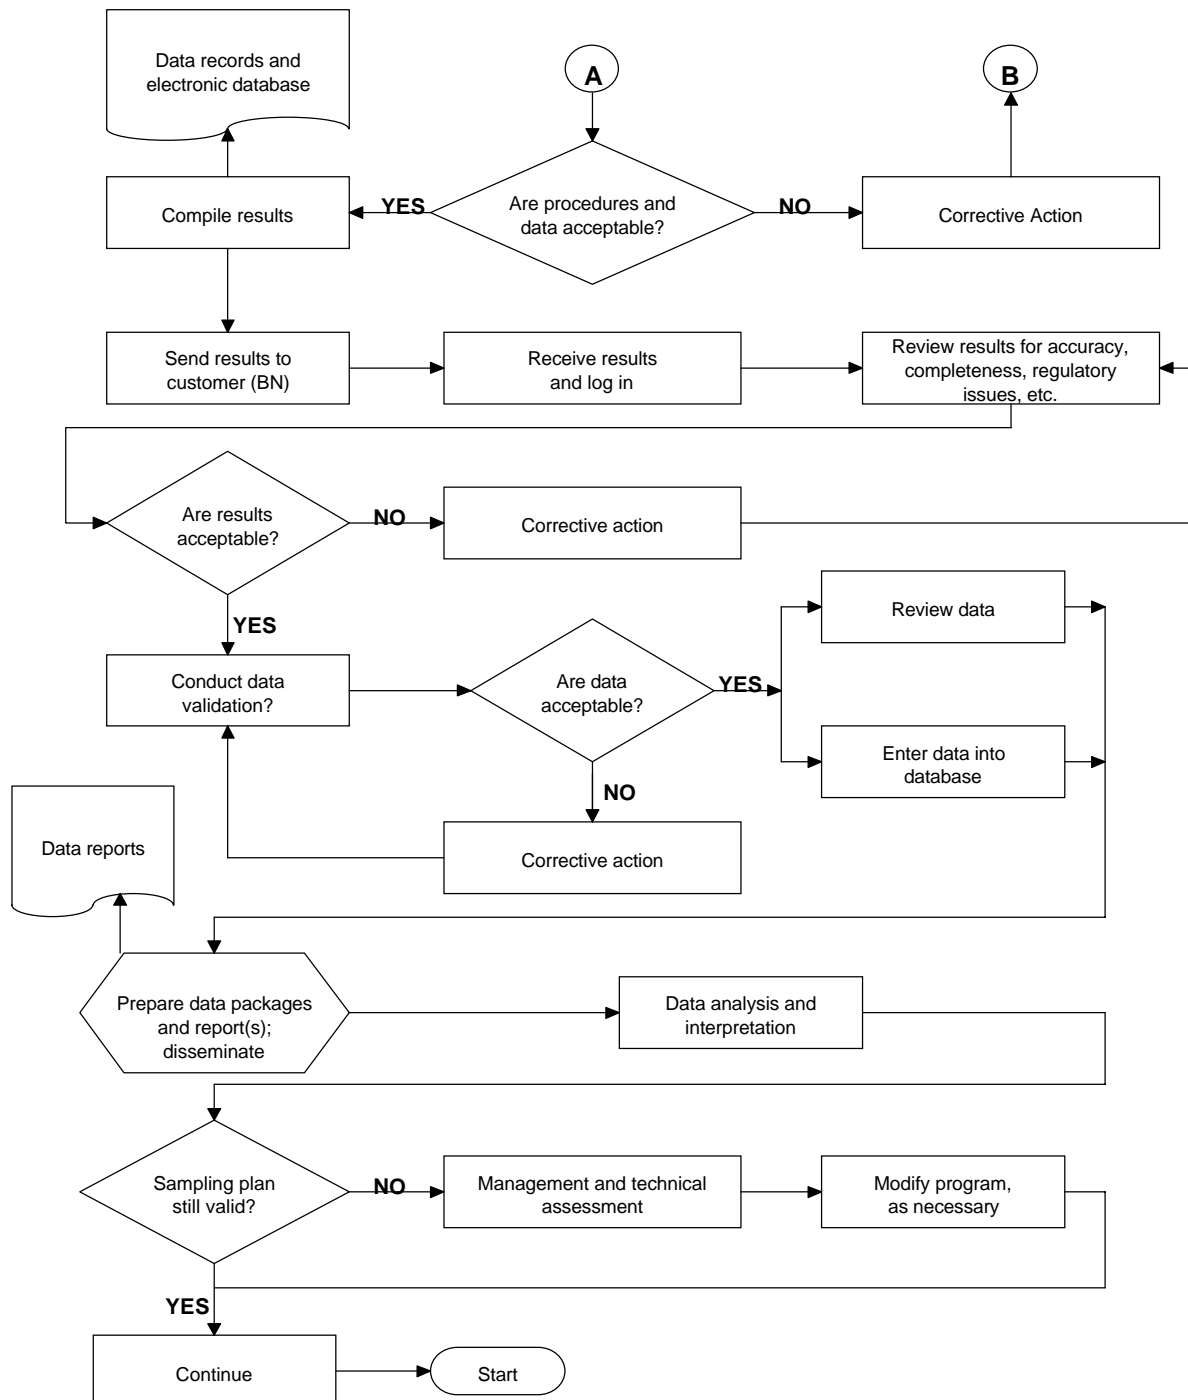 Data records and
electronic database
A
B
Compile results
YES
Are procedures and
data acceptable?
NO
Corrective Action
Send results to
customer (BN)
Receive results
and log in
Review results for accuracy,
completeness, regulatory
issues, etc.
Are results
acceptable?
NO
Corrective action
YES
Conduct data
validation?
Are data
acceptable?
YES
Review data
Enter data into
database
NO
Corrective action
Data reports
Prepare data packages
and report(s);
disseminate
Data analysis and
interpretation
Sampling plan
still valid?
NO
Management and technical
assessment
Modify program,
as necessary
YES
Continue
Start